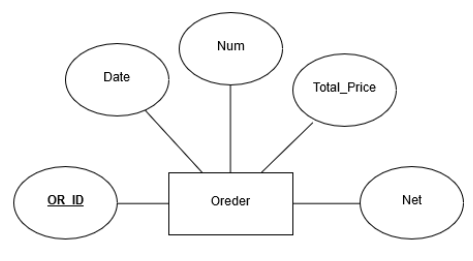 Num
Date
Total_Price
OR_ID
Oreder
Net